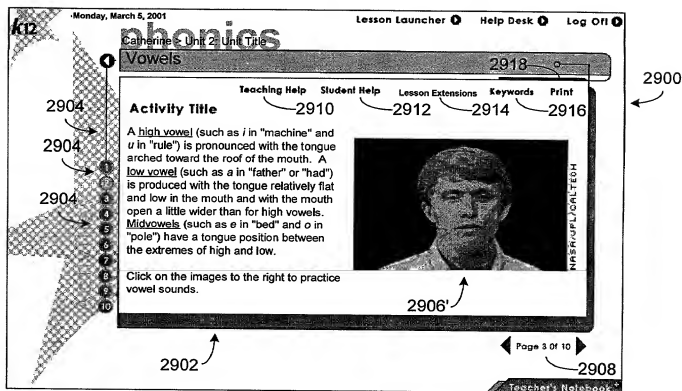 k12
Monday, March 5, 2001
Lesson Launcher
Help Desk
Log Off
phonics
Catherine > Unit 2: Unit Title
Vowels
2918
2900
Teaching Help
Student Help
Lesson Extensions
Keywords
Print
2910
2912
2914
2916
Activity Title
2904
2904
2904
A high vowel (such as i in "machine" and
u in "rule") is pronounced with the tongue
arched toward the roof of the mouth. A
low vowel (such as a in "father" or "had")
is produced with the tongue relatively flat
and low in the mouth and with the mouth
open a little wider than for high vowels.
Midvowels (such as e in "bed" and o in
"pole") have a tongue position between
the extremes of high and low.
Click on the images to the right to practice
vowel sounds.
1
2
3
4
5
6
7
8
9
10
NASA/JPL/CALTECH
2906'
2902
Page 3 of 10
2908
Teacher's Notebook